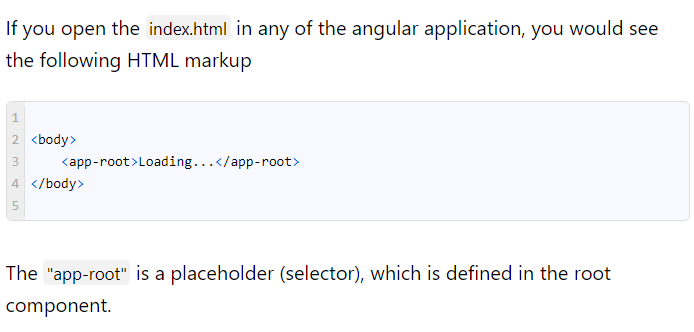 If you open the index.html in any of the angular application, you would see
the following HTML markup
1
2 <body>
3     <app-root>Loading...</app-root>
4 </body>
5
The "app-root" is a placeholder (selector), which is defined in the root
component.